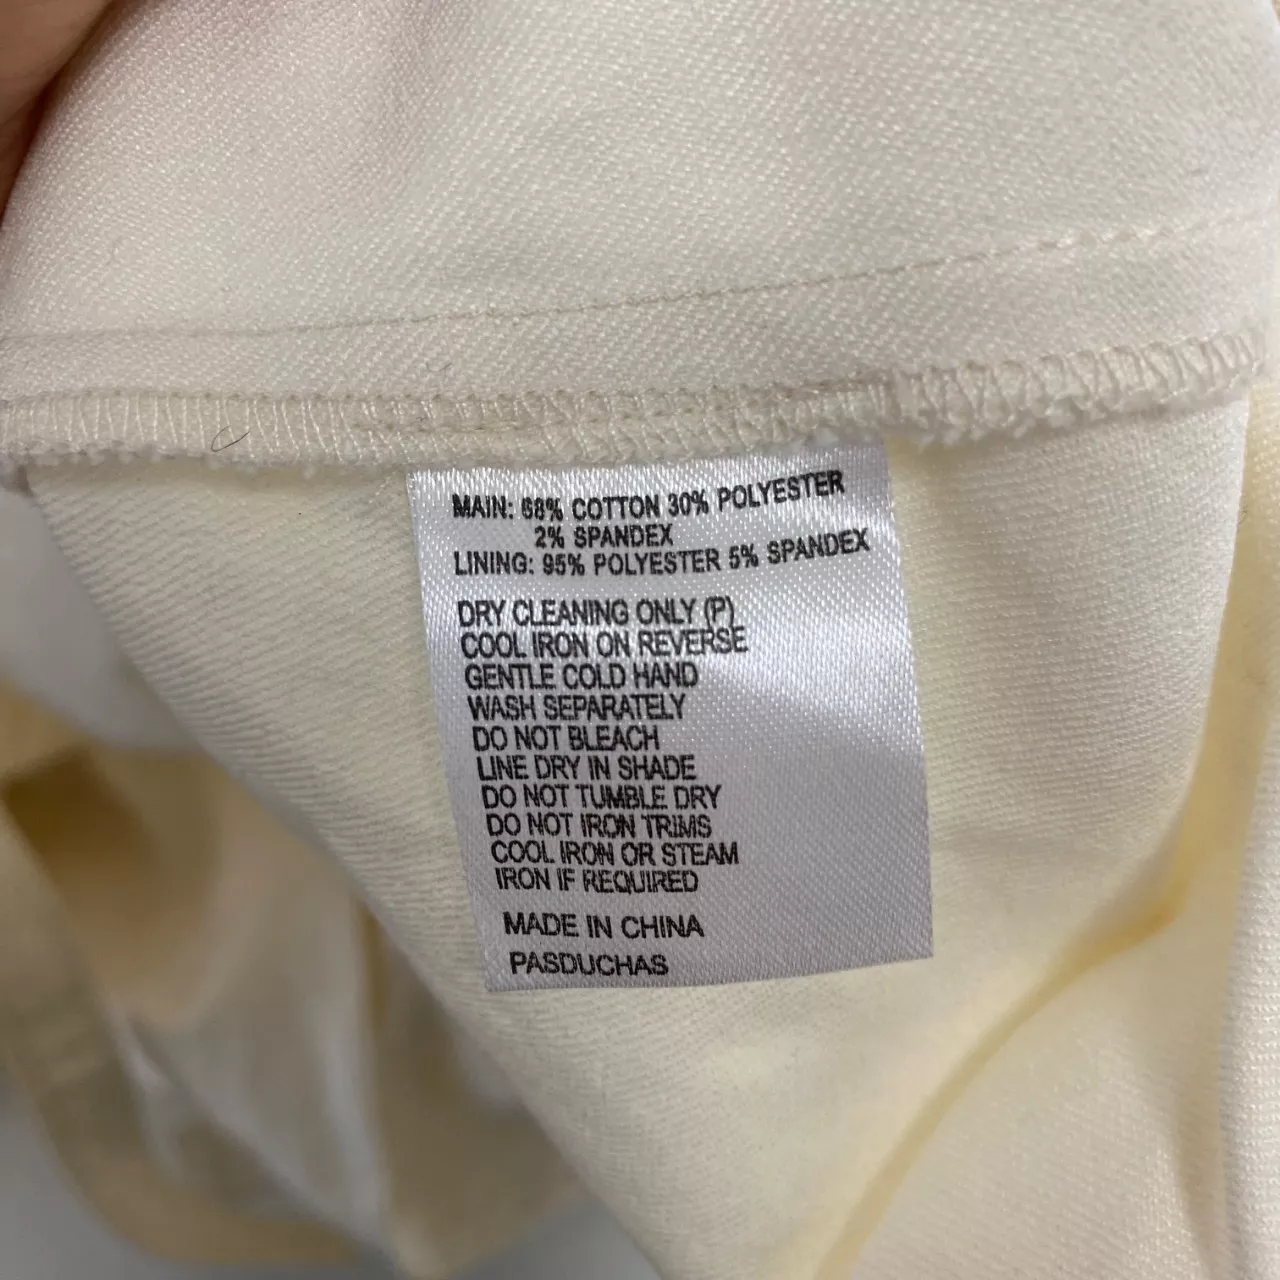 MAIN: 68% COTTON 30% POLYESTER
2% SPANDEX
LINING: 95% POLYESTER 5% SPANDEX
DRY CLEANING ONLY (P)
COOL IRON ON REVERSE
GENTLE COLD HAND
WASH SEPARATELY
DO NOT BLEACH
LINE DRY IN SHADE
DO NOT TUMBLE DRY
DO NOT IRON TRIMS
COOL IRON OR STEAM
IRON IF REQUIRED
MADE IN CHINA
PASDUCHAS